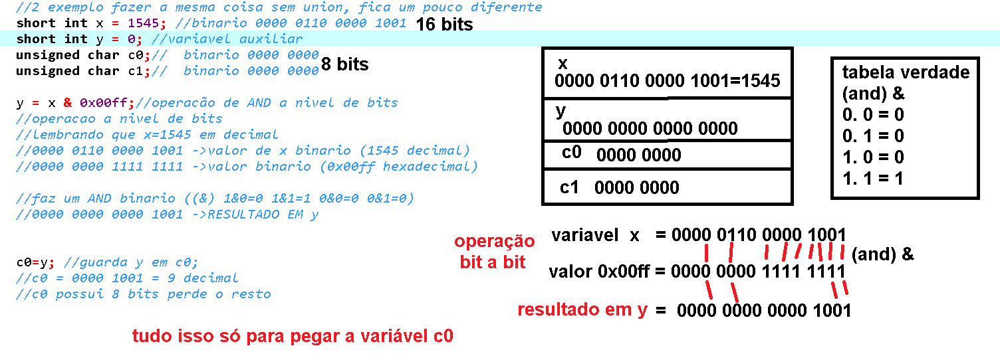 //2 exemplo fazer a mesma coisa sem union, fica um pouco diferente
short int x = 1545; //binario 0000 0110 0000 1001 16 bits
short int y = 0; //variavel auxiliar
unsigned char c0;// binario 0000 0000
unsigned char c1;// binario 0000 0000
8 bits
y = x & 0x00ff;//operacão de AND a nivel de bits
//operacao a nivel de bits
//lembrando que x=1545 em decimal
//0000 0110 0000 1001 ->valor de x binario (1545 decimal)
//0000 0000 1111 1111 ->valor binario (0x00ff hexadecimal)
//faz um AND binario ((&) 1&0=0 1&1=1 0&0=0 0&1=0)
//0000 0000 0000 1001 ->RESULTADO EM y
c0=y; //guarda y em c0;
//c0 = 0000 1001 = 9 decimal
//c0 possui 8 bits perde o resto
tudo isso só para pegar a variável c0
x
0000 0110 0000 1001=1545
y
0000 0000 0000 0000
c0 0000 0000
c1 0000 0000
tabela verdade
(and) &
0. 0 = 0
0. 1 = 0
1. 0 = 0
1. 1 = 1
operação
bit a bit
variavel x = 0000 0110 0000 1001
(and) &
valor 0x00ff = 0000 0000 1111 1111
resultado em y = 0000 0000 0000 1001